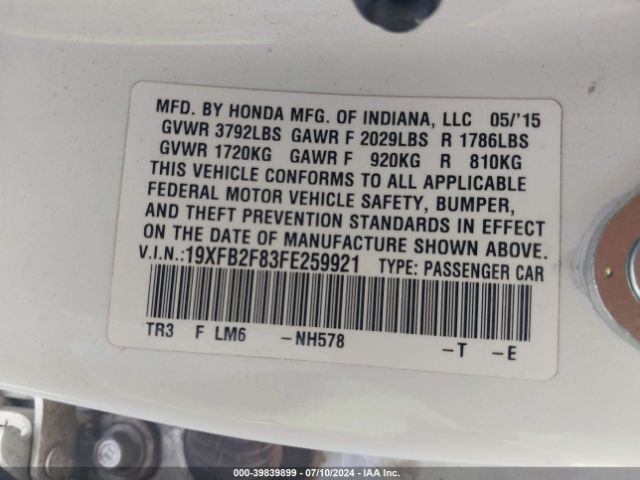 MFD. BY HONDA MFG. OF INDIANA, LLC 05/'15
GVWR 3792LBS GAWR F 2029LBS R 1786LBS
GVWR 1720KG GAWR F 920KG R 810KG
THIS VEHICLE CONFORMS TO ALL APPLICABLE
FEDERAL MOTOR VEHICLE SAFETY, BUMPER,
AND THEFT PREVENTION STANDARDS IN EFFECT
ON THE DATE OF MANUFACTURE SHOWN ABOVE.
V.I.N.:19XFB2F83FE259921 TYPE: PASSENGER CAR
TR3 F LM6 -NH578 -T -E
000-39839899 - 07/10/2024 - IAA Inc.